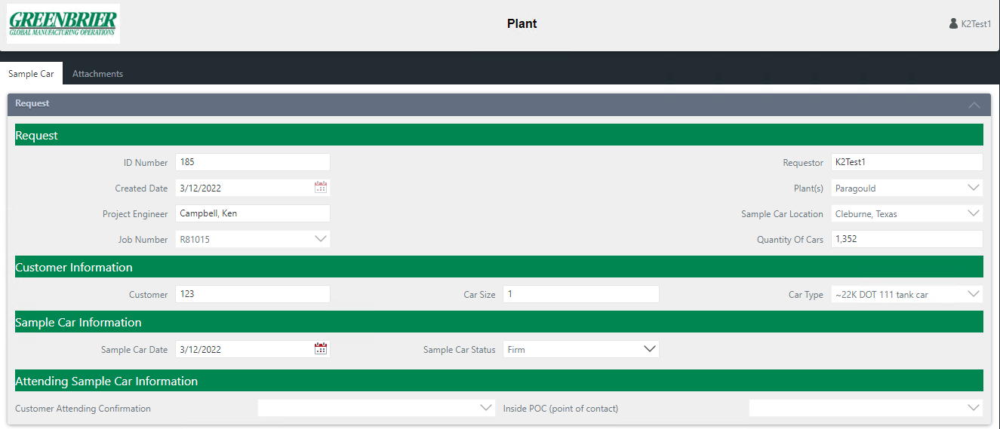 GREENBRIER
GLOBAL MANUFACTURING OPERATIONS
Plant
K2Test1
Sample Car Attachments
Request
Request
ID Number 185 Requestor K2Test1
Created Date 3/12/2022 Plant(s) Paragould
Project Engineer Campbell, Ken Sample Car Location Cleburne, Texas
Job Number R81015 Quantity Of Cars 1,352
Customer Information
Customer 123 Car Size 1 Car Type ~22K DOT 111 tank car
Sample Car Information
Sample Car Date 3/12/2022 Sample Car Status Firm
Attending Sample Car Information
Customer Attending Confirmation Inside POC (point of contact)